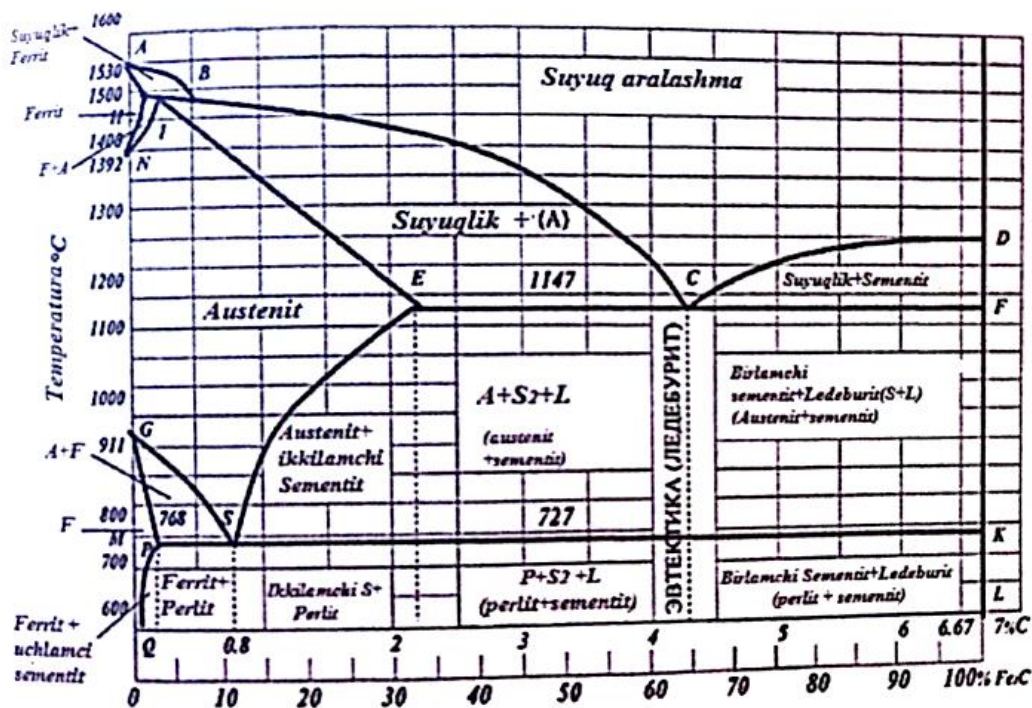 1600
Suyuqlik+
Ferrit
A
1530
B
Suyuq aralashma
1500
Ferrit
H
I
1400
F+A
1392
N
1300
Suyuqlik + (A)
Temperatura°C
1200
E
1147
C
D
Suyuqlik+Sementit
F
Austenit
1100
A+S2+L
(austenit
+sementit)
ЭВТЕКТИКА (ЛЕДЕБУРИТ)
Birlamchi
sementit+Ledeburit(S+L)
(Austenit+sementit)
1000
G
911
A+F
Austenit+
ikkilamchi
Sementit
800
768
S
727
F
M
K
700
P
Ferrit+
Perlit
Ikkilamchi S+
Perlit
P+S2+L
(perlit+sementit)
Birlamchi Sementit+Ledeburit
(perlit + sementit)
L
600
Ferrit +
uchlamci
sementit
Q 0.8 2 3 4 5 6 6.67 7%C
0 10 20 30 40 50 60 70 80 90 100% Fe3C